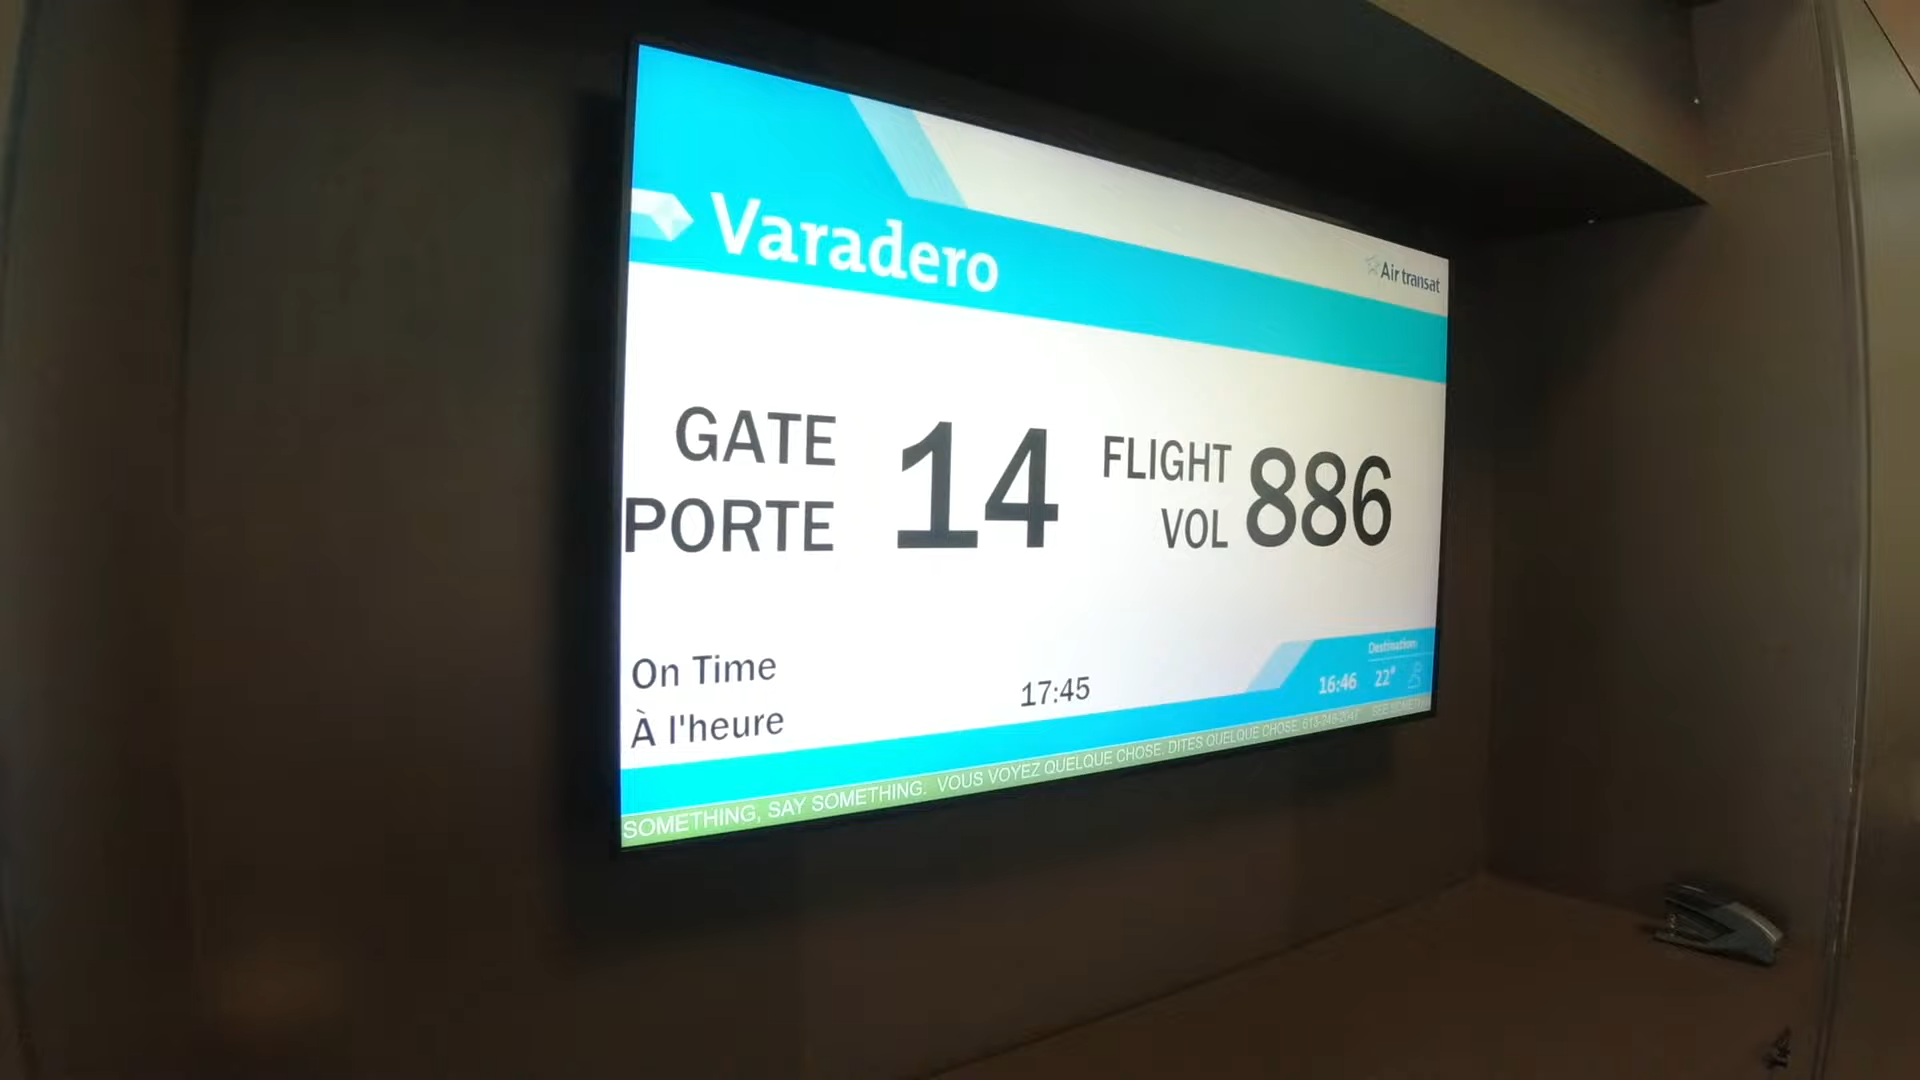 Varadero
Air transat
GATE
PORTE
14
FLIGHT
VOL
886
On Time
À l'heure
17:45
Destination
16:46
22°
SOMETHING, SAY SOMETHING. VOUS VOYEZ QUELQUE CHOSE. DITES QUELQUE CHOSE.